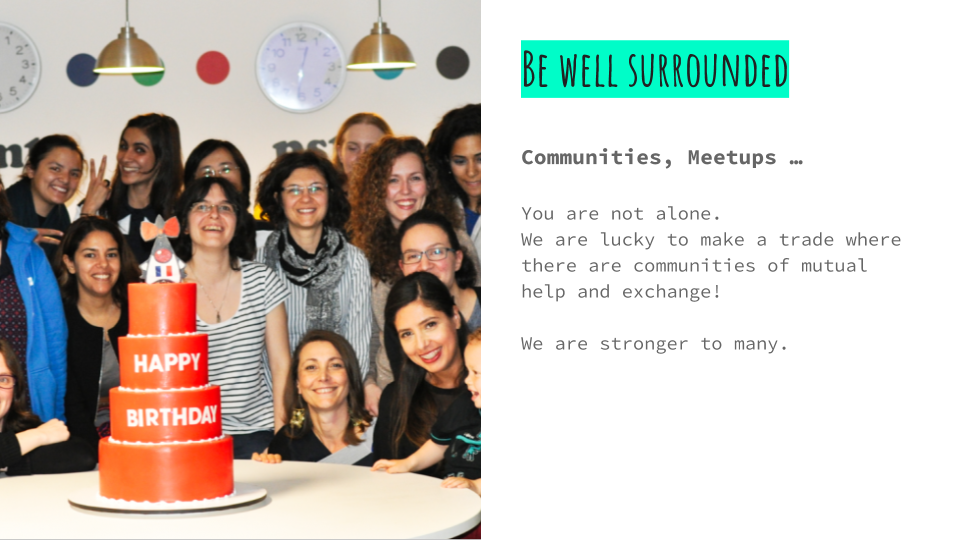 Be well surrounded
Communities, Meetups …
You are not alone.
We are lucky to make a trade where
there are communities of mutual
help and exchange!
We are stronger to many.
HAPPY
BIRTHDAY